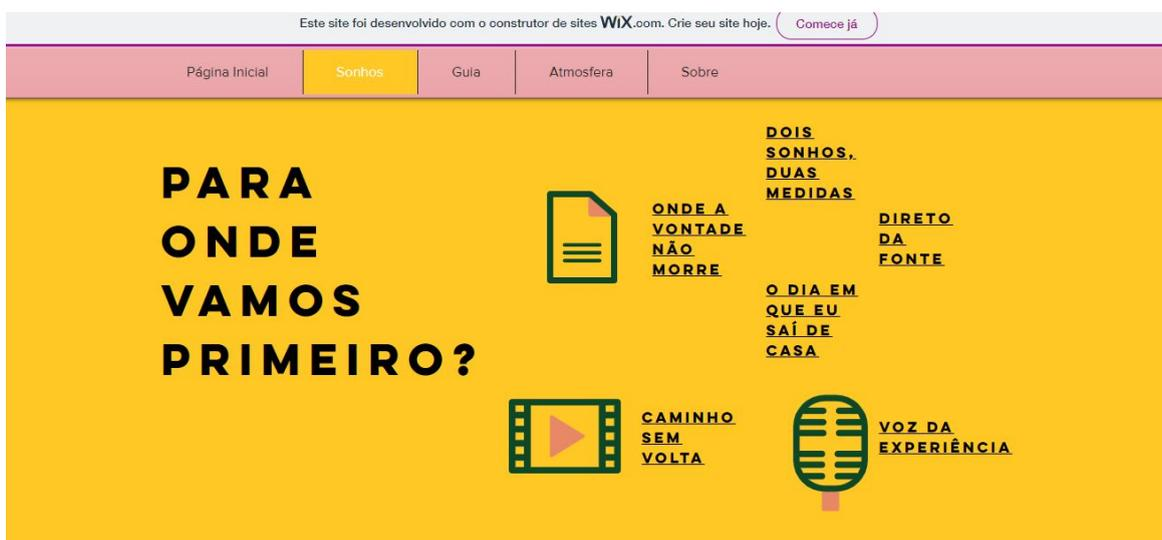 Este site foi desenvolvido com o construtor de sites WiX.com. Crie seu site hoje. Comece já
Página Inicial Sonhos Guia Atmosfera Sobre
PARA
ONDE
VAMOS
PRIMEIRO?
ONDE A
VONTADE
NÃO
MORRE
DOIS
SONHOS,
DUAS
MEDIDAS
DIRETO
DA
FONTE
O DIA EM
QUE EU
SAÍ DE
CASA
CAMINHO
SEM
VOLTA
VOZ DA
EXPERIÊNCIA